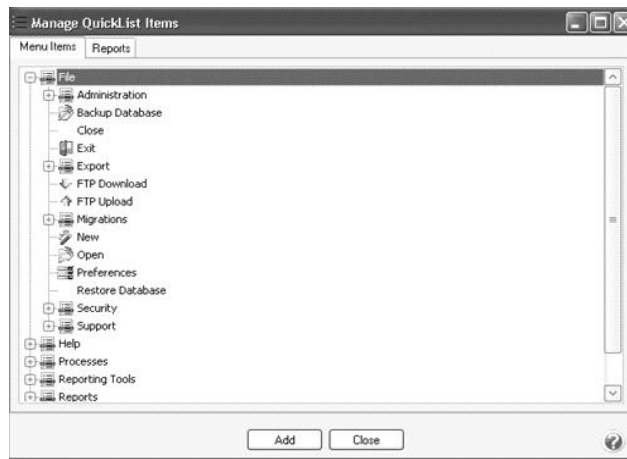 Manage QuickList Items
Menu Items Reports
File
Administration
Backup Database
Close
Exit
Export
FTP Download
FTP Upload
Migrations
New
Open
Preferences
Restore Database
Security
Support
Help
Processes
Reporting Tools
Reports
Add Close